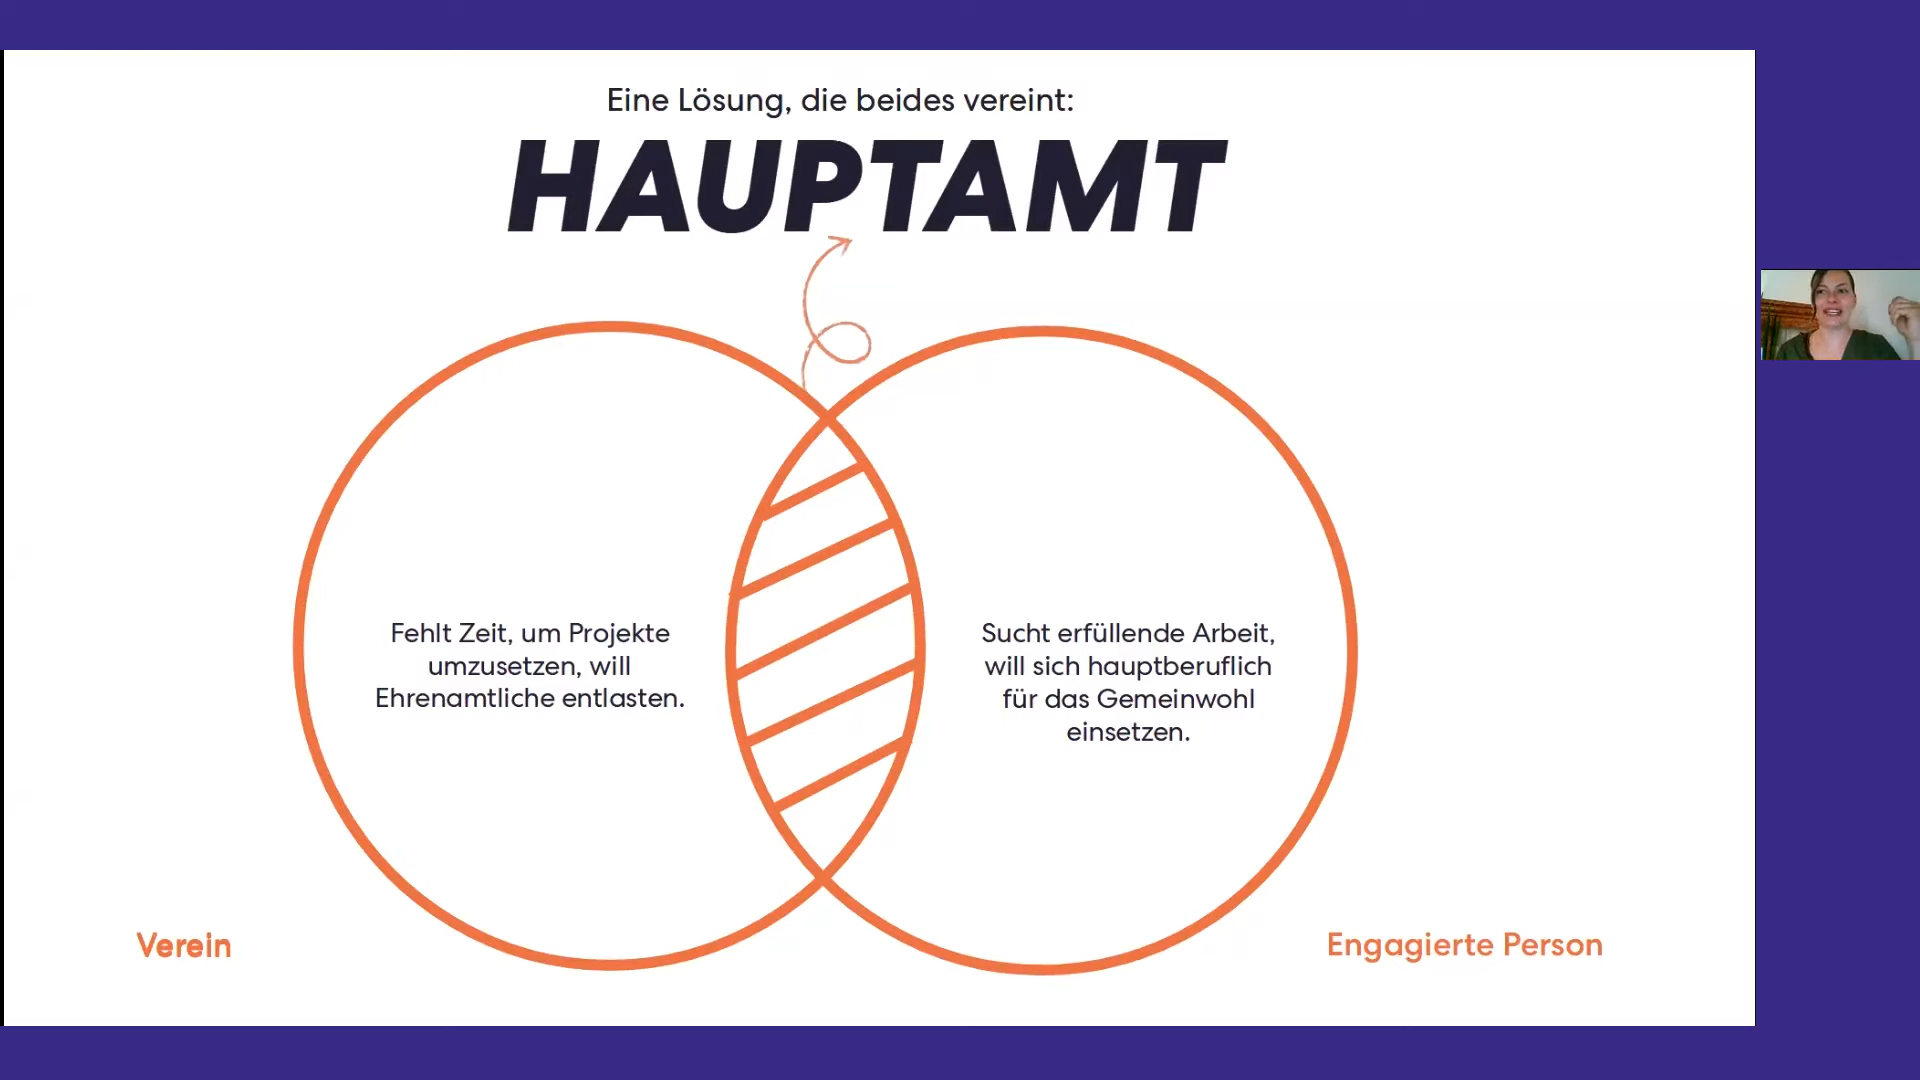 Eine Lösung, die beides vereint:
HAUPTAMT
Fehlt Zeit, um Projekte
umzusetzen, will
Ehrenamtliche entlasten.
Sucht erfüllende Arbeit,
will sich hauptberuflich
für das Gemeinwohl
einsetzen.
Verein
Engagierte Person